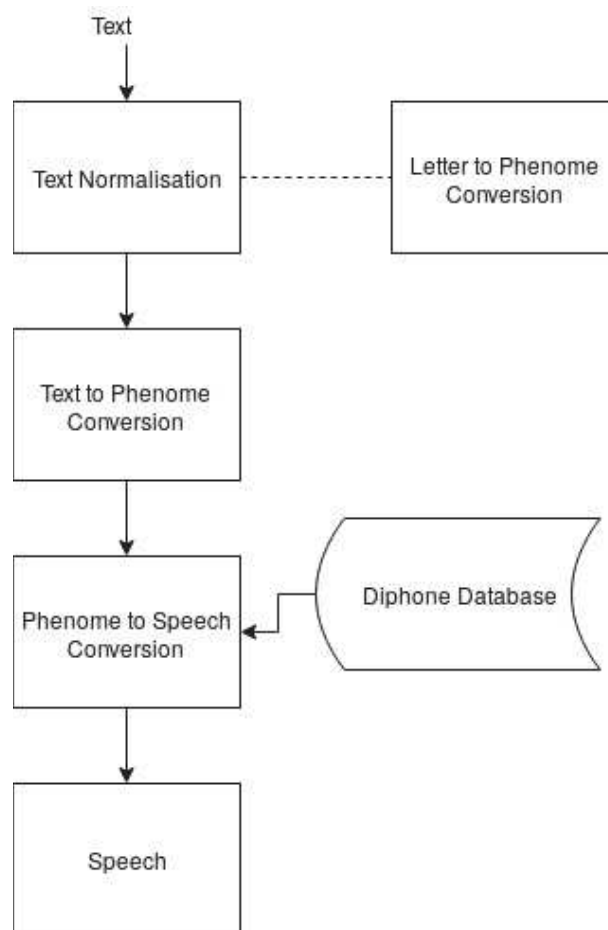 Text
Text Normalisation
Letter to Phenome
Conversion
Text to Phenome
Conversion
Phenome to Speech
Conversion
Diphone Database
Speech